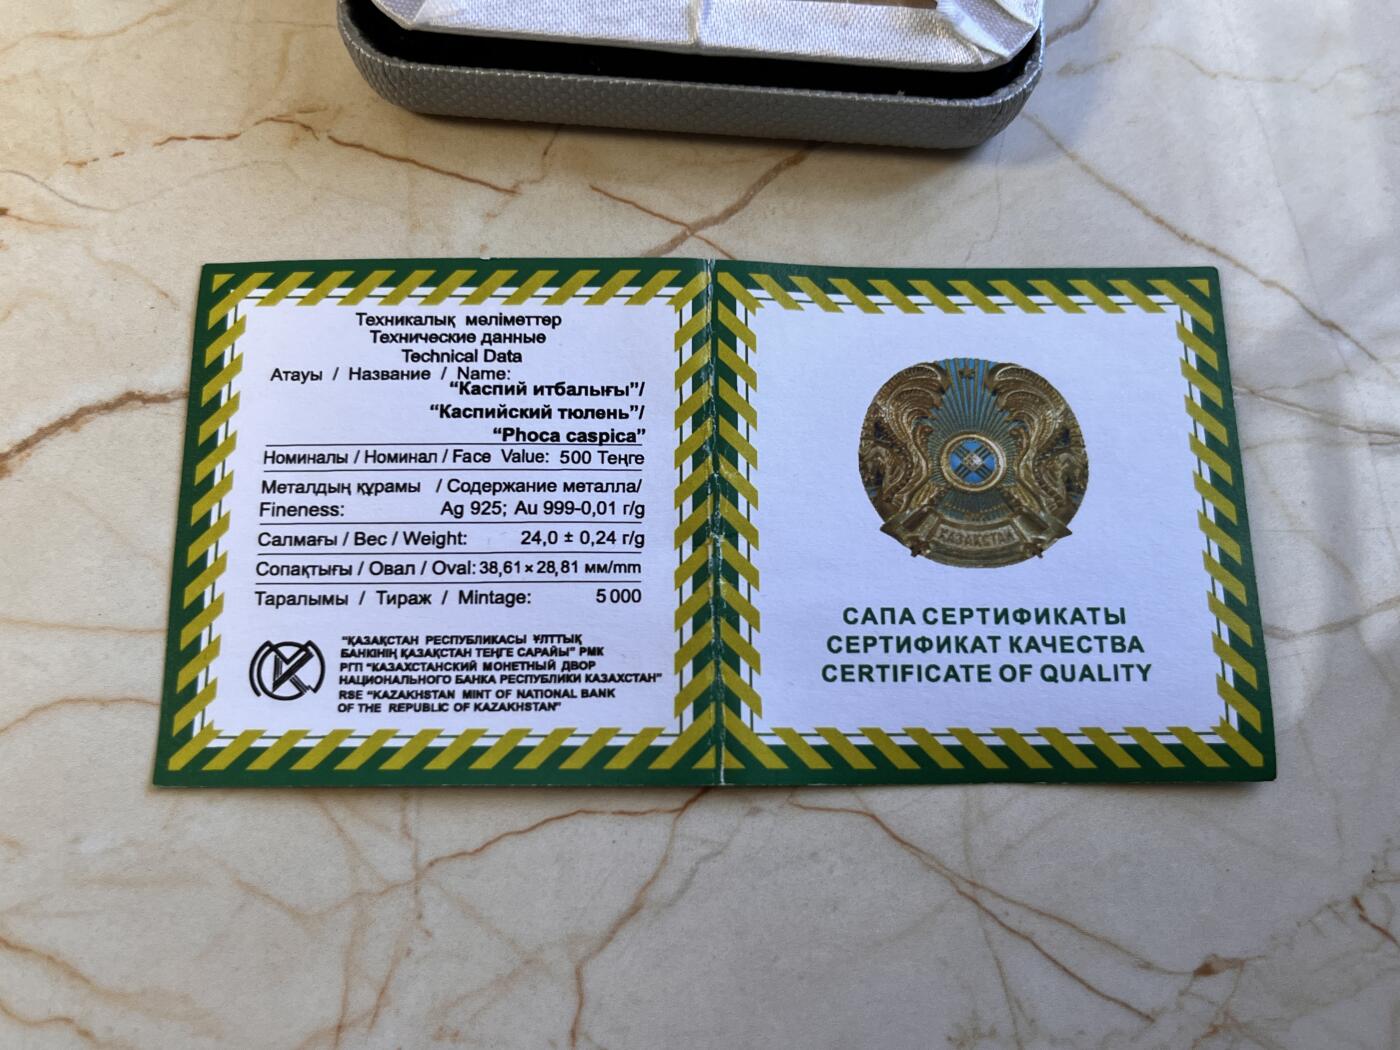 Техникалық мәліметтер
Технические данные
Technical Data
Атауы / Название / Name:
“Каспий итбалығы”/
“Каспийский тюлень”/
“Phoca caspica”
Номиналы / Номинал / Face Value: 500 Теңге
Металдың құрамы / Содержание металла/
Fineness: Ag 925; Au 999-0,01 г/g
Салмағы / Вес / Weight: 24,0 ± 0,24 г/g
Сопақтығы / Овал / Oval: 38,61 × 28,81 мм/mm
Таралымы / Тираж / Mintage: 5 000
“ҚАЗАҚСТАН РЕСПУБЛИКАСЫ ҰЛТТЫҚ
БАНКІНІҢ ҚАЗАҚСТАН ТЕҢГЕ САРАЙЫ” РМК
РГП “КАЗАХСТАНСКИЙ МОНЕТНЫЙ ДВОР
НАЦИОНАЛЬНОГО БАНКА РЕСПУБЛИКИ КАЗАХСТАН”
RSE “KAZAKHSTAN MINT OF NATIONAL BANK
OF THE REPUBLIC OF KAZAKHSTAN”
ҚАЗАҚСТАН
САПА СЕРТИФИКАТЫ
СЕРТИФИКАТ КАЧЕСТВА
CERTIFICATE OF QUALITY